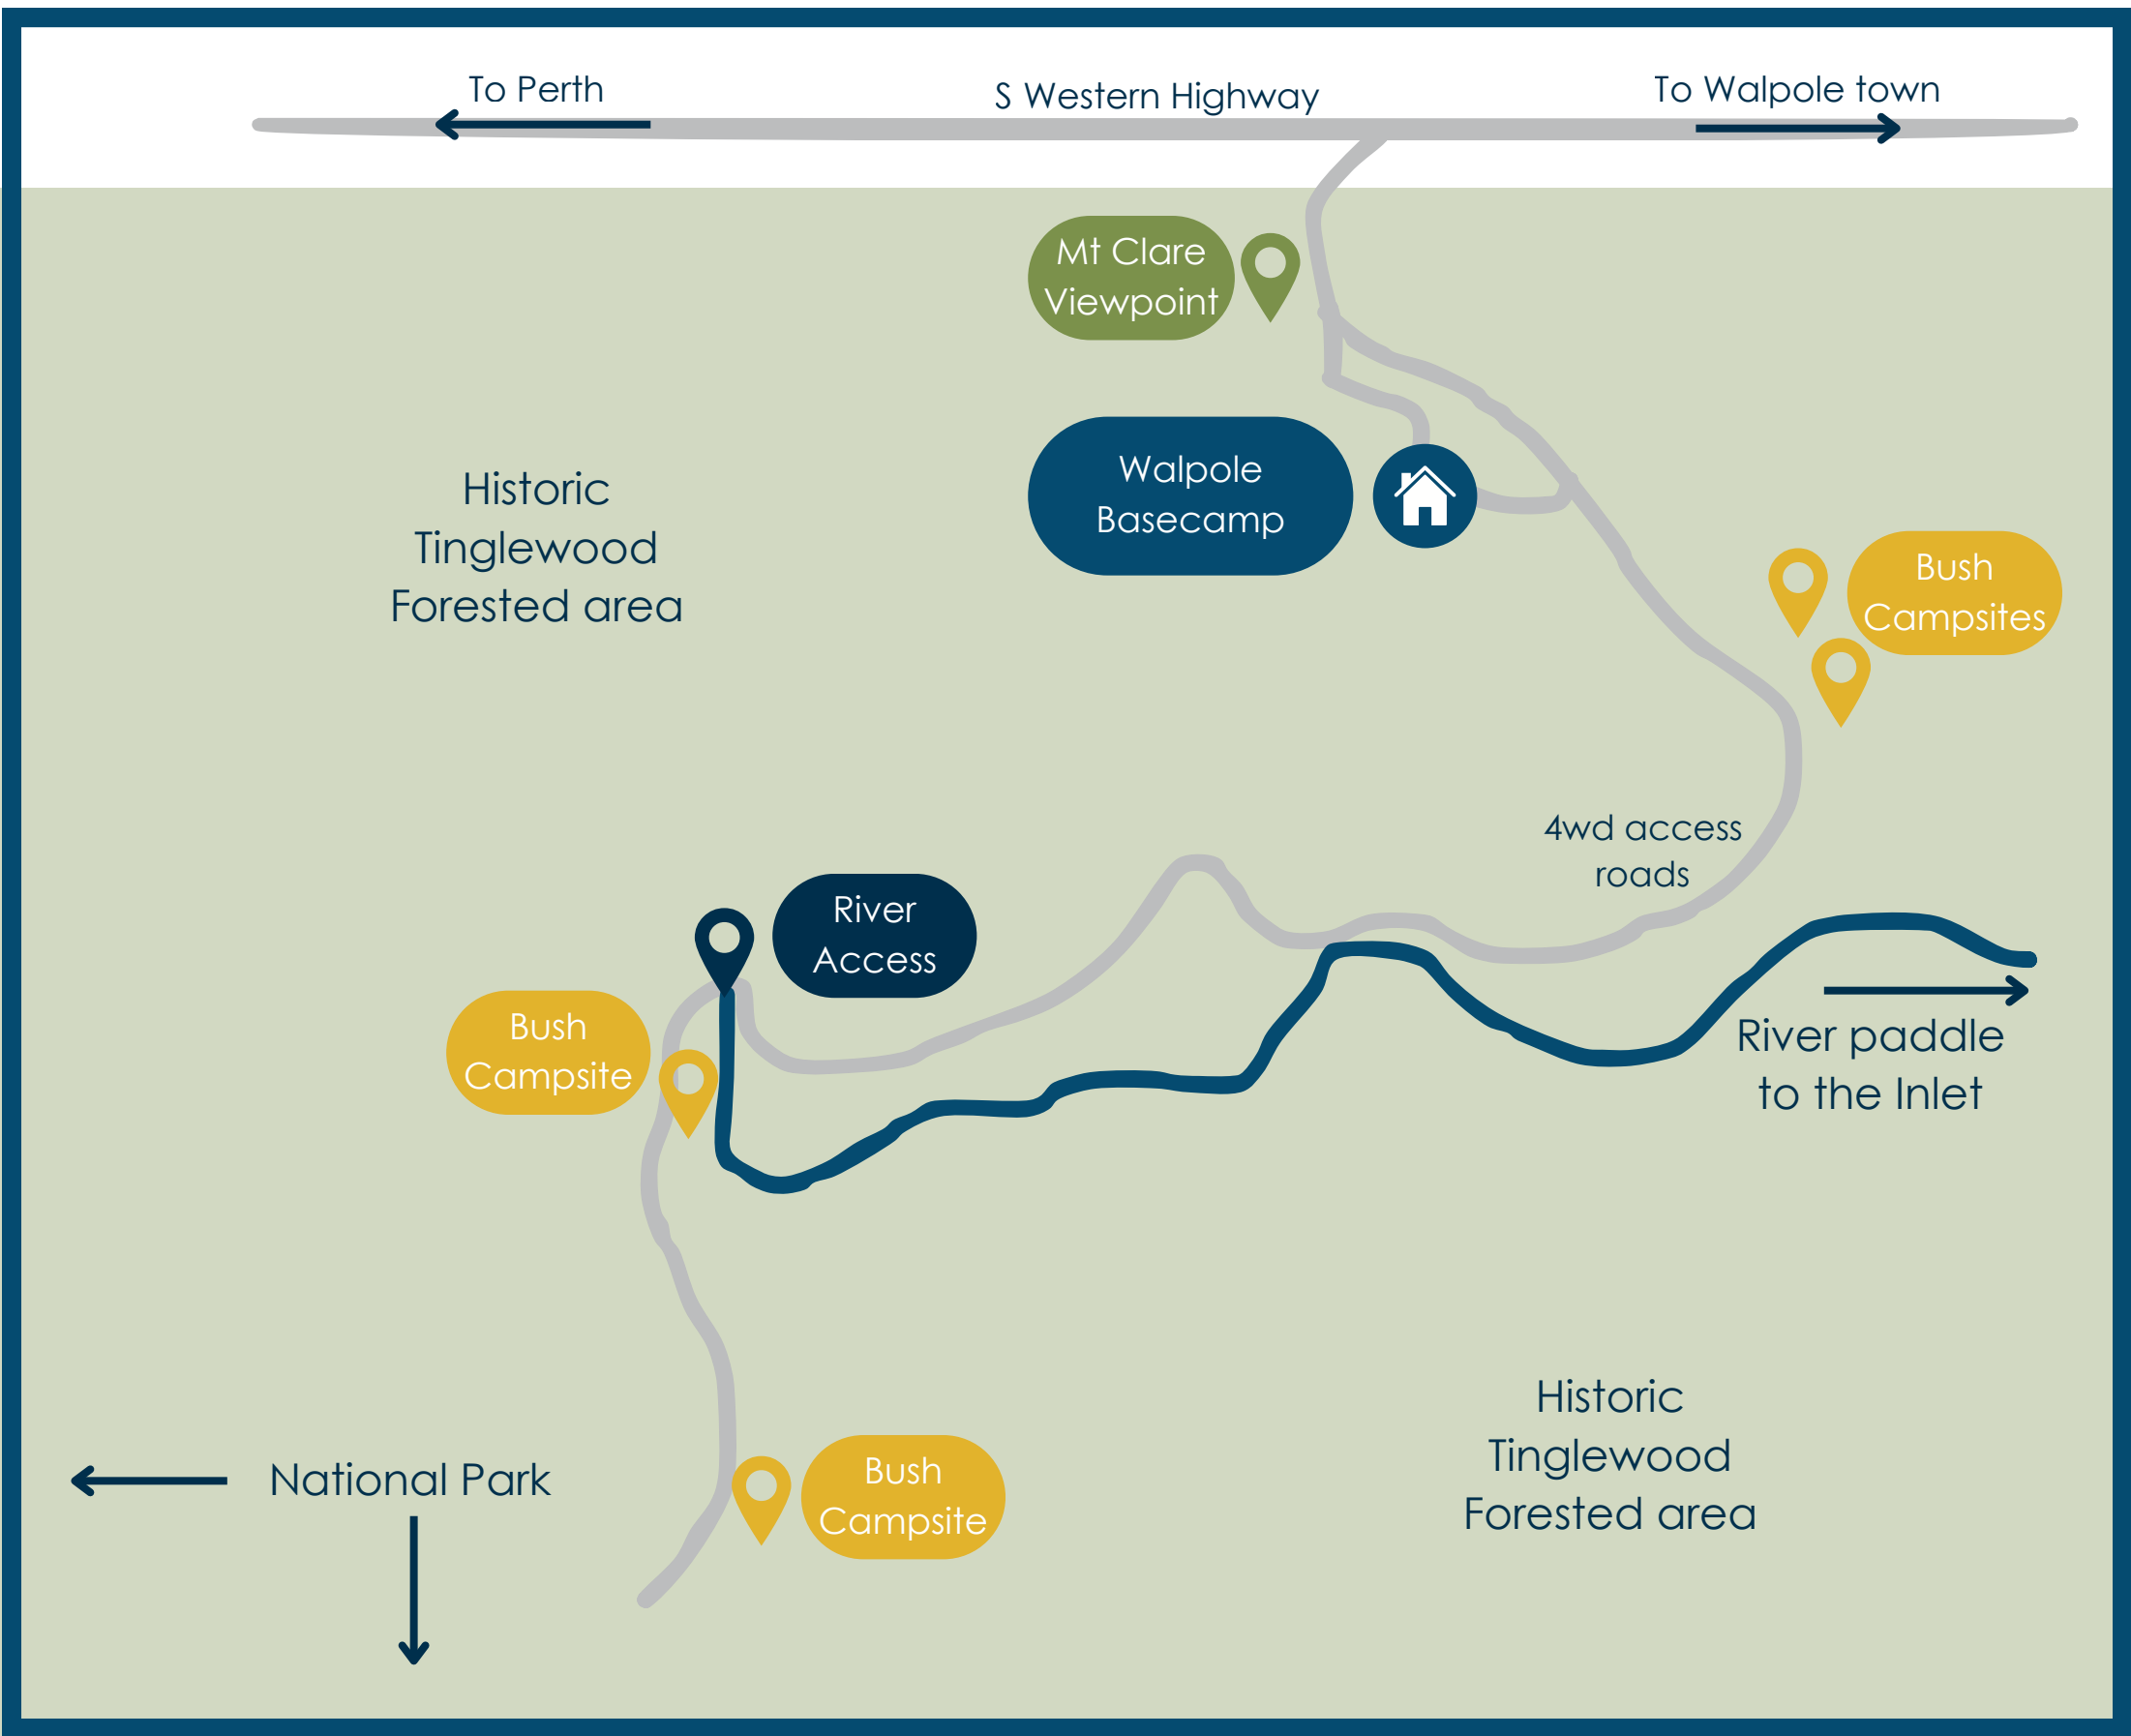 To Perth
S Western Highway
To Walpole town
Mt Clare
Viewpoint
Walpole
Basecamp
Historic
Tinglewood
Forested area
Bush
Campsites
4wd access
roads
River
Access
Bush
Campsite
River paddle
to the Inlet
Historic
Tinglewood
Forested area
National Park
Bush
Campsite